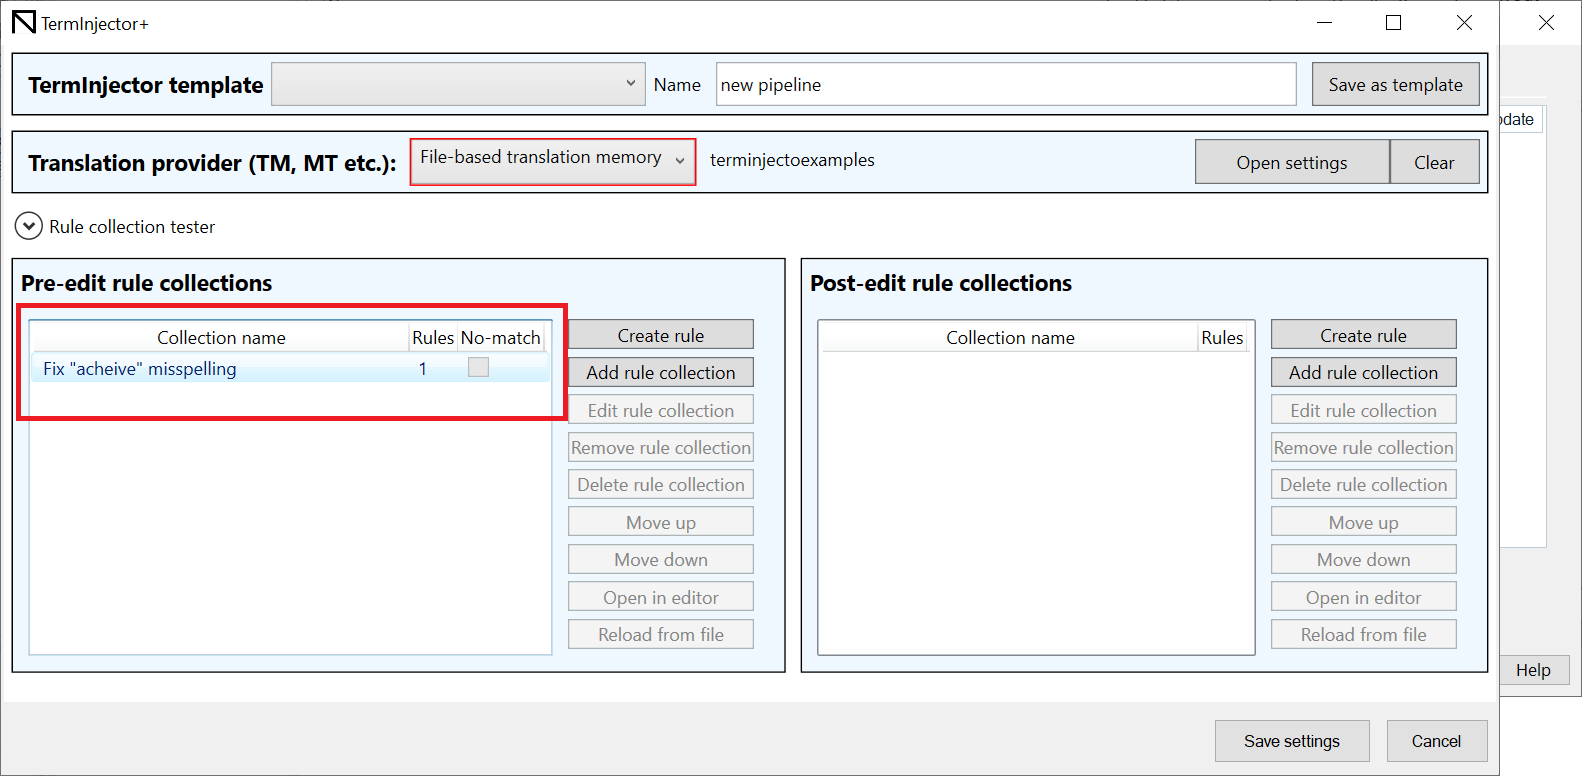 TermInjector+
TermInjector template
Name
new pipeline
Save as template
Translation provider (TM, MT etc.):
File-based translation memory
terminjectoexamples
Open settings
Clear
Rule collection tester
Pre-edit rule collections
Collection name Rules No-match
Fix "acheive" misspelling 1
Create rule
Add rule collection
Edit rule collection
Remove rule collection
Delete rule collection
Move up
Move down
Open in editor
Reload from file
Post-edit rule collections
Collection name Rules
Create rule
Add rule collection
Edit rule collection
Remove rule collection
Delete rule collection
Move up
Move down
Open in editor
Reload from file
Save settings
Cancel
Help